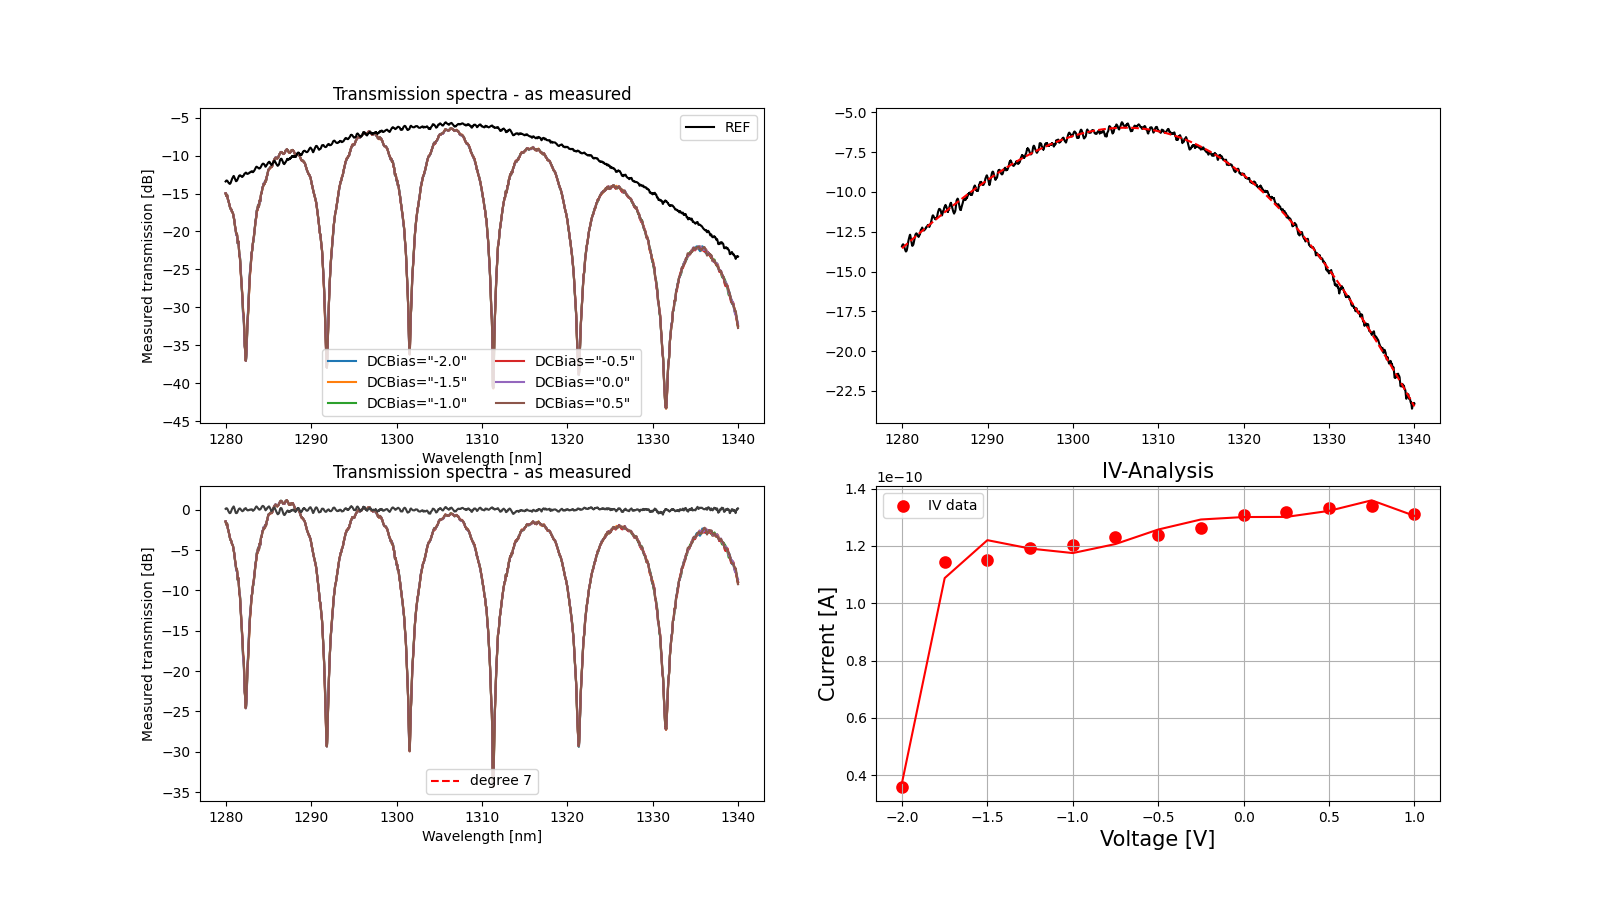 Transmission spectra - as measured
Measured transmission [dB]
−5
−10
−15
−20
−25
−30
−35
−40
−45
REF
DCBias="-2.0"
DCBias="-1.5"
DCBias="-1.0"
DCBias="-0.5"
DCBias="0.0"
DCBias="0.5"
1280 1290 1300 1310 1320 1330 1340
Wavelength [nm]
−5.0
−7.5
−10.0
−12.5
−15.0
−17.5
−20.0
−22.5
1280 1290 1300 1310 1320 1330 1340
Transmission spectra - as measured
Measured transmission [dB]
0
−5
−10
−15
−20
−25
−30
−35
degree 7
1280 1290 1300 1310 1320 1330 1340
Wavelength [nm]
IV-Analysis
1e−10
Current [A]
1.4
1.2
1.0
0.8
0.6
0.4
IV data
−2.0 −1.5 −1.0 −0.5 0.0 0.5 1.0
Voltage [V]